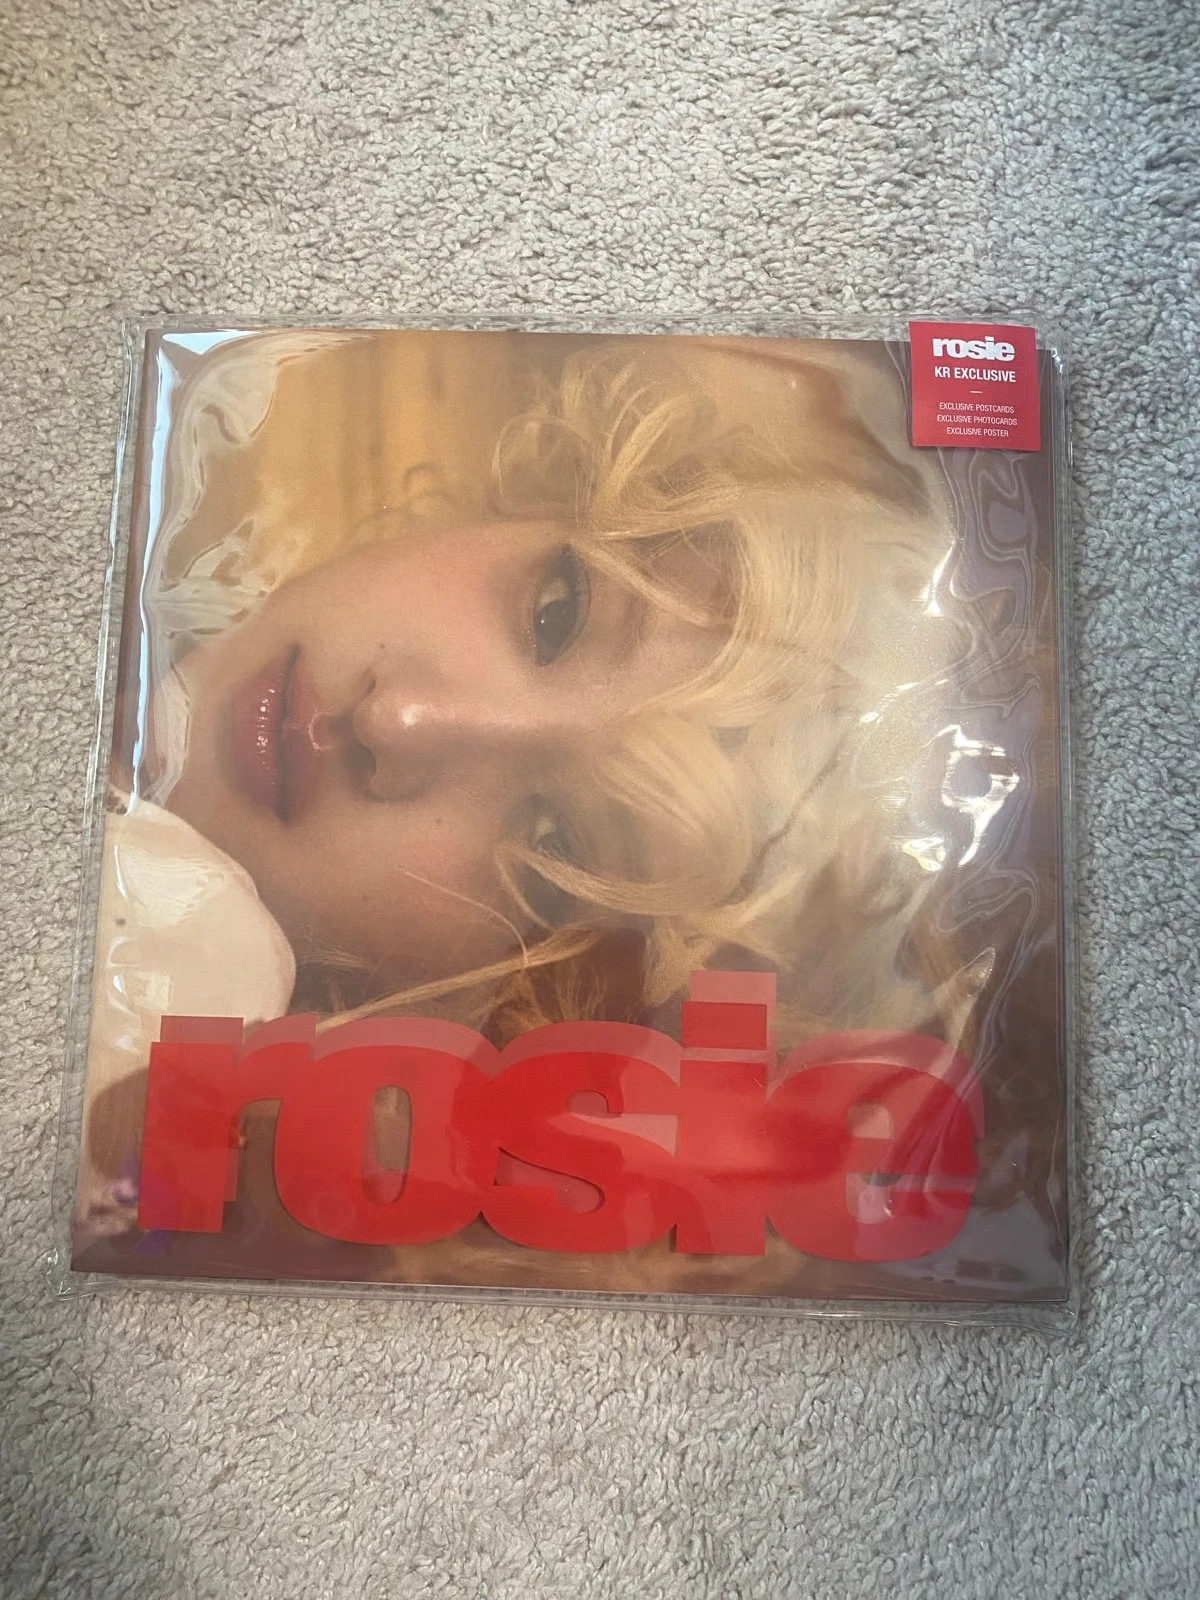 rosie
KR EXCLUSIVE
EXCLUSIVE POSTCARDS
EXCLUSIVE PHOTOCARDS
EXCLUSIVE POSTER
rosie